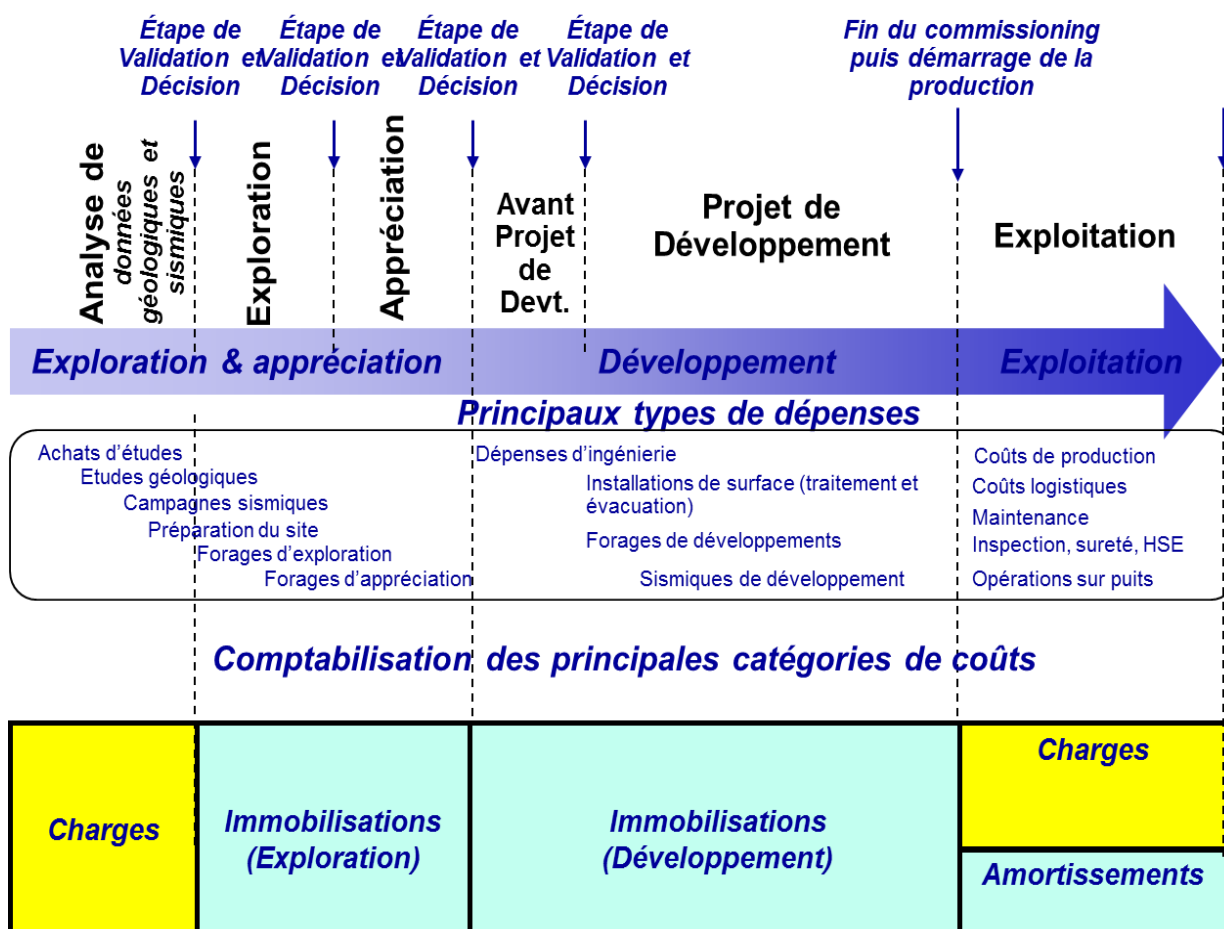 Étape de
Validation et
Décision
Étape de
Validation et
Décision
Étape de
Validation et
Décision
Étape de
Validation et
Décision
Fin du commissioning
puis démarrage de la
production
Analyse de
données
géologiques et
sismiques
Exploration
Appréciation
Avant
Projet
de
Devt.
Projet de
Développement
Exploitation
Exploration & appréciation
Développement
Exploitation
Principaux types de dépenses
Achats d'études
Etudes géologiques
Campagnes sismiques
Préparation du site
Forages d'exploration
Forages d'appréciation
Dépenses d'ingénierie
Installations de surface (traitement et
évacuation)
Forages de développements
Sismiques de développement
Coûts de production
Coûts logistiques
Maintenance
Inspection, sureté, HSE
Opérations sur puits
Comptabilisation des principales catégories de coûts
Charges
Immobilisations
(Exploration)
Immobilisations
(Développement)
Charges
Amortissements